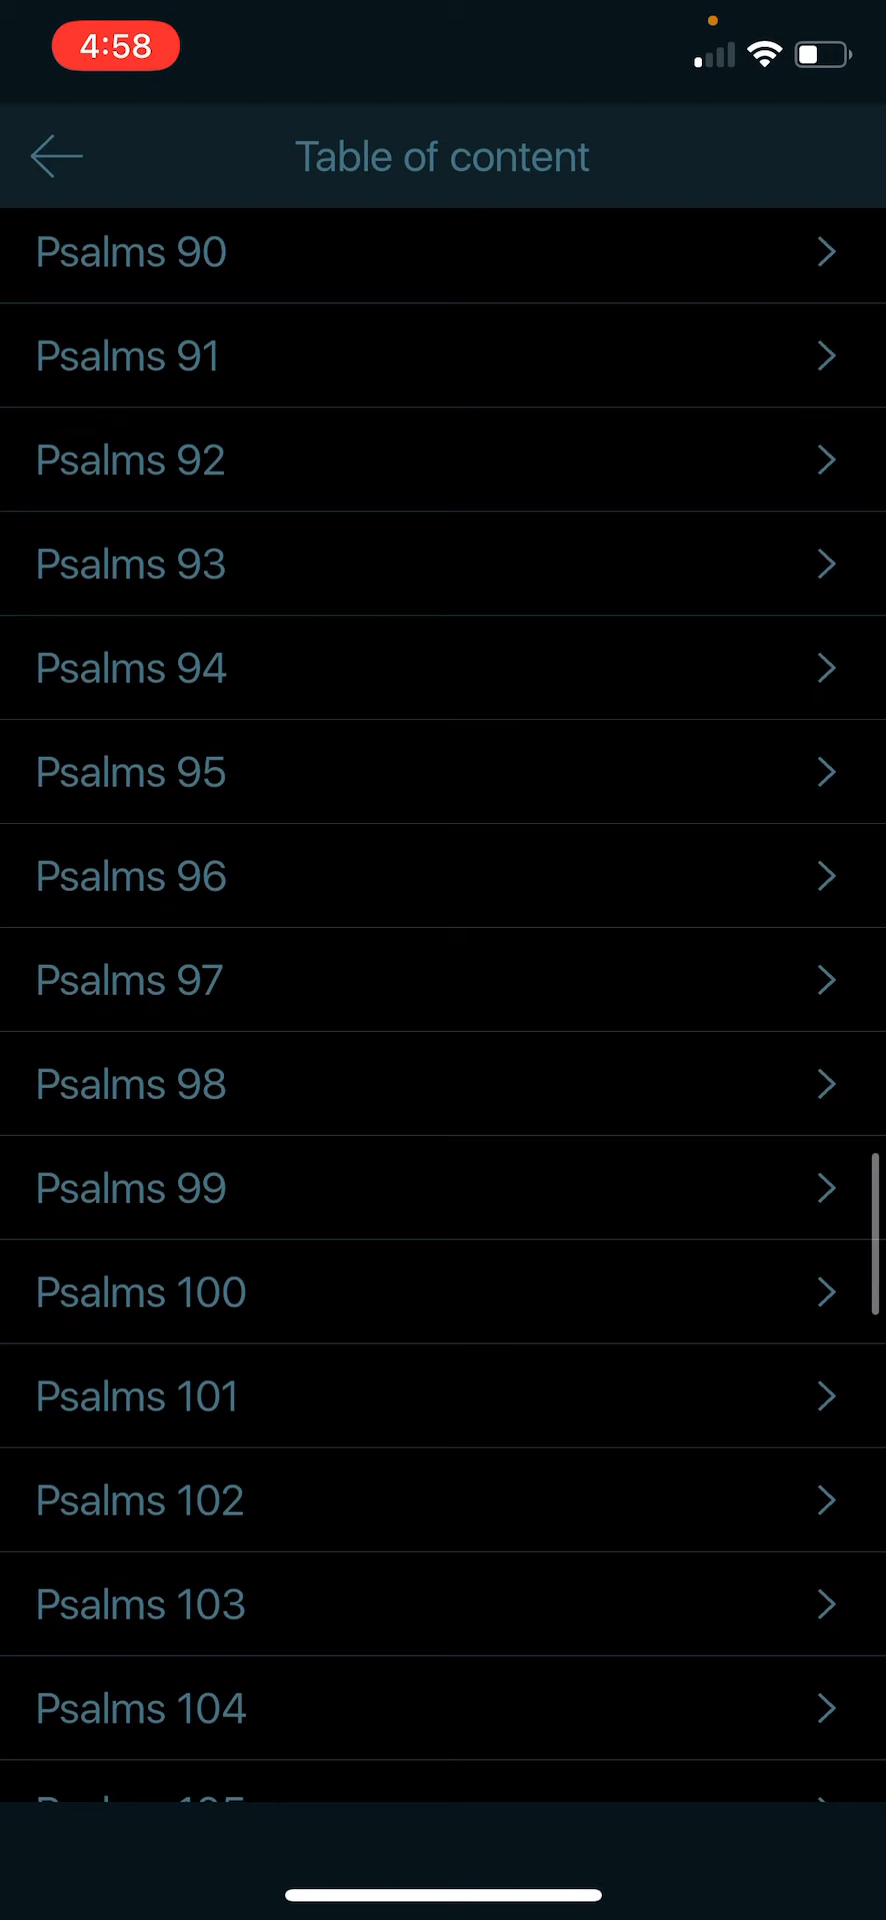 4:58
Table of content
Psalms 90
Psalms 91
Psalms 92
Psalms 93
Psalms 94
Psalms 95
Psalms 96
Psalms 97
Psalms 98
Psalms 99
Psalms 100
Psalms 101
Psalms 102
Psalms 103
Psalms 104